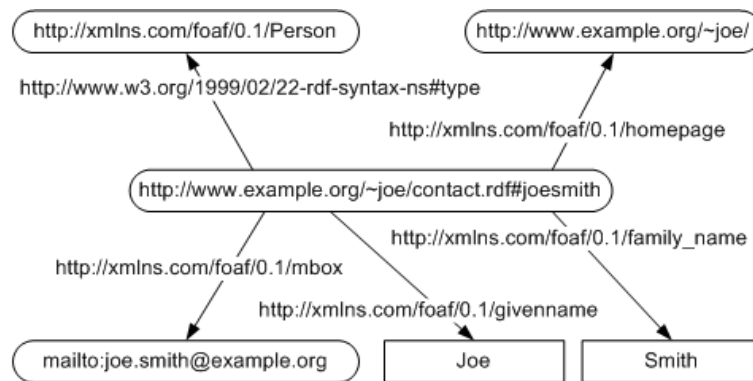 http://xmlns.com/foaf/0.1/Person
http://www.example.org/~joe/
http://www.w3.org/1999/02/22-rdf-syntax-ns#type
http://xmlns.com/foaf/0.1/homepage
http://www.example.org/~joe/contact.rdf#joesmith
http://xmlns.com/foaf/0.1/family_name
http://xmlns.com/foaf/0.1/mbox
http://xmlns.com/foaf/0.1/givenname
mailto:joe.smith@example.org
Joe
Smith